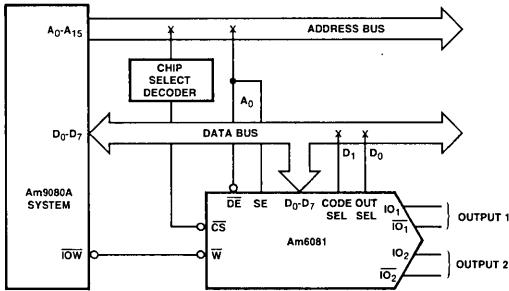 A0-A15
ADDRESS BUS
CHIP
SELECT
DECODER
A0
D0-D7
DATA BUS
D1
D0
Am9080A
SYSTEM
DE
SE
D0-D7
CODE
SEL
OUT
SEL
IO1
IO1
OUTPUT 1
CS
Am6081
IOW
W
IO2
IO2
OUTPUT 2